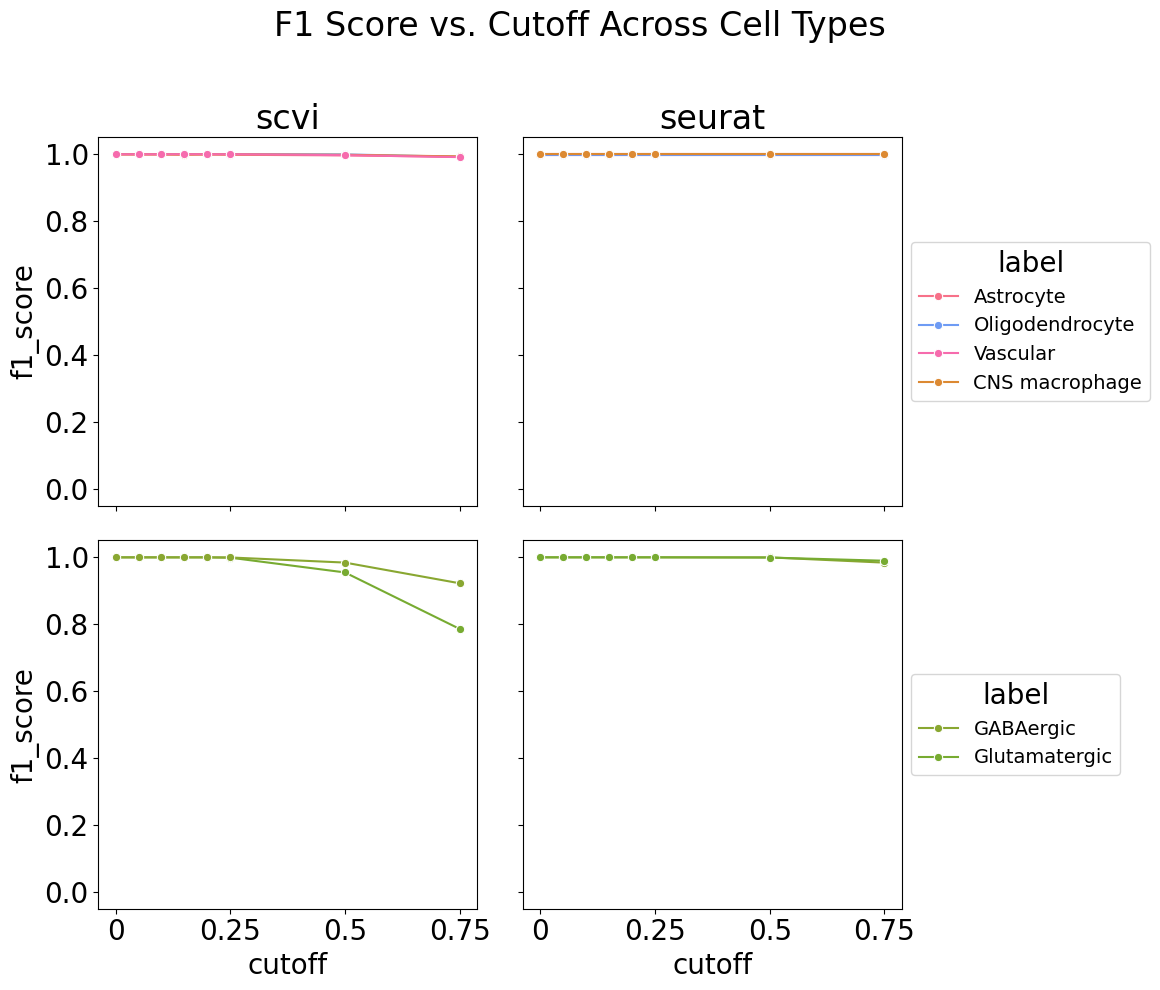 F1 Score vs. Cutoff Across Cell Types
scvi
seurat
1.0
0.8
0.6
0.4
0.2
0.0
f1_score
label
Astrocyte
Oligodendrocyte
Vascular
CNS macrophage
1.0
0.8
0.6
0.4
0.2
0.0
f1_score
label
GABAergic
Glutamatergic
0 0.25 0.5 0.75
cutoff
0 0.25 0.5 0.75
cutoff